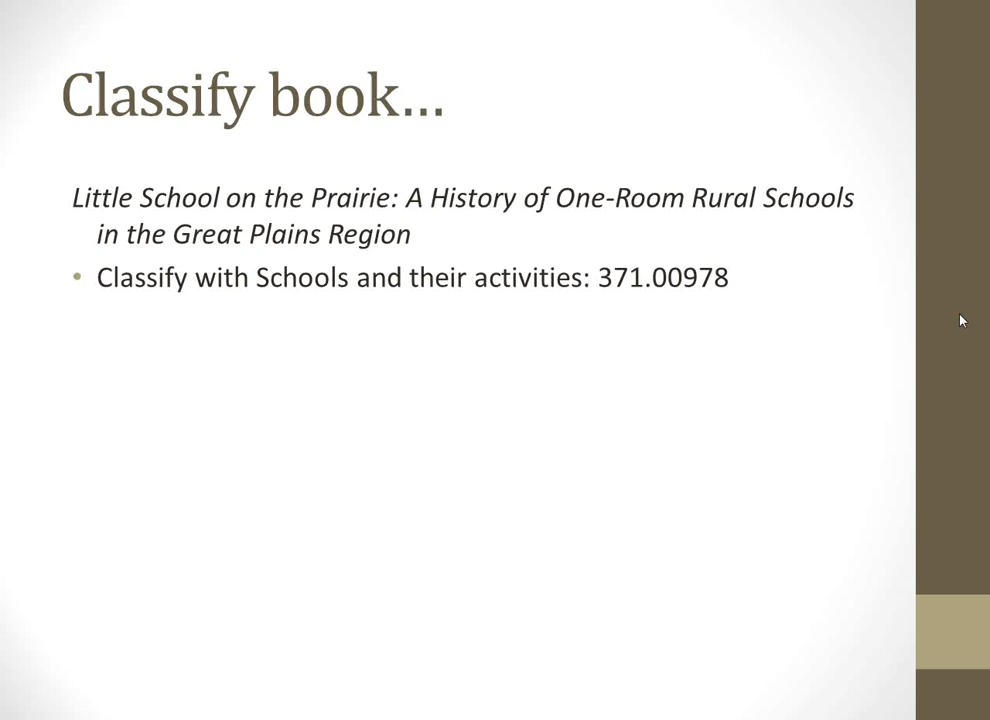 Classify book…
Little School on the Prairie: A History of One-Room Rural Schools
in the Great Plains Region
• Classify with Schools and their activities: 371.00978